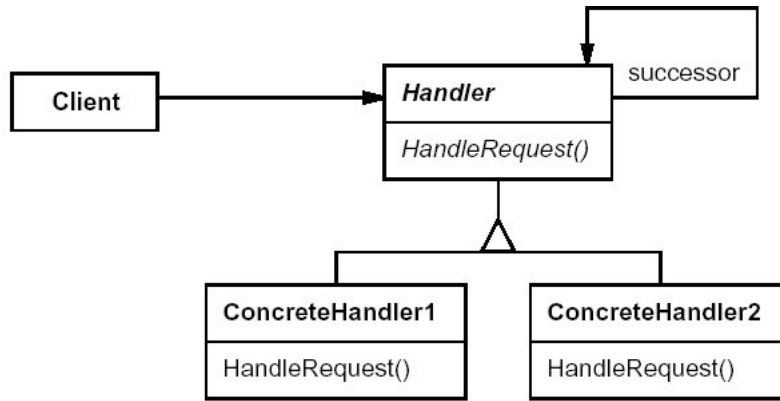 successor
Client
Handler
HandleRequest()
ConcreteHandler1
ConcreteHandler2
HandleRequest()
HandleRequest()